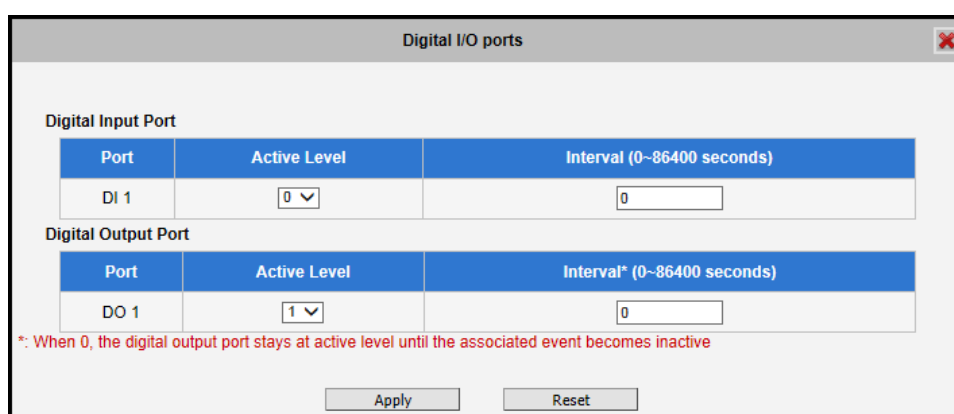 Digital I/O ports
Digital Input Port
Port Active Level Interval (0~86400 seconds)
DI 1 0 0
Digital Output Port
Port Active Level Interval* (0~86400 seconds)
DO 1 1 0
*: When 0, the digital output port stays at active level until the associated event becomes inactive
Apply Reset